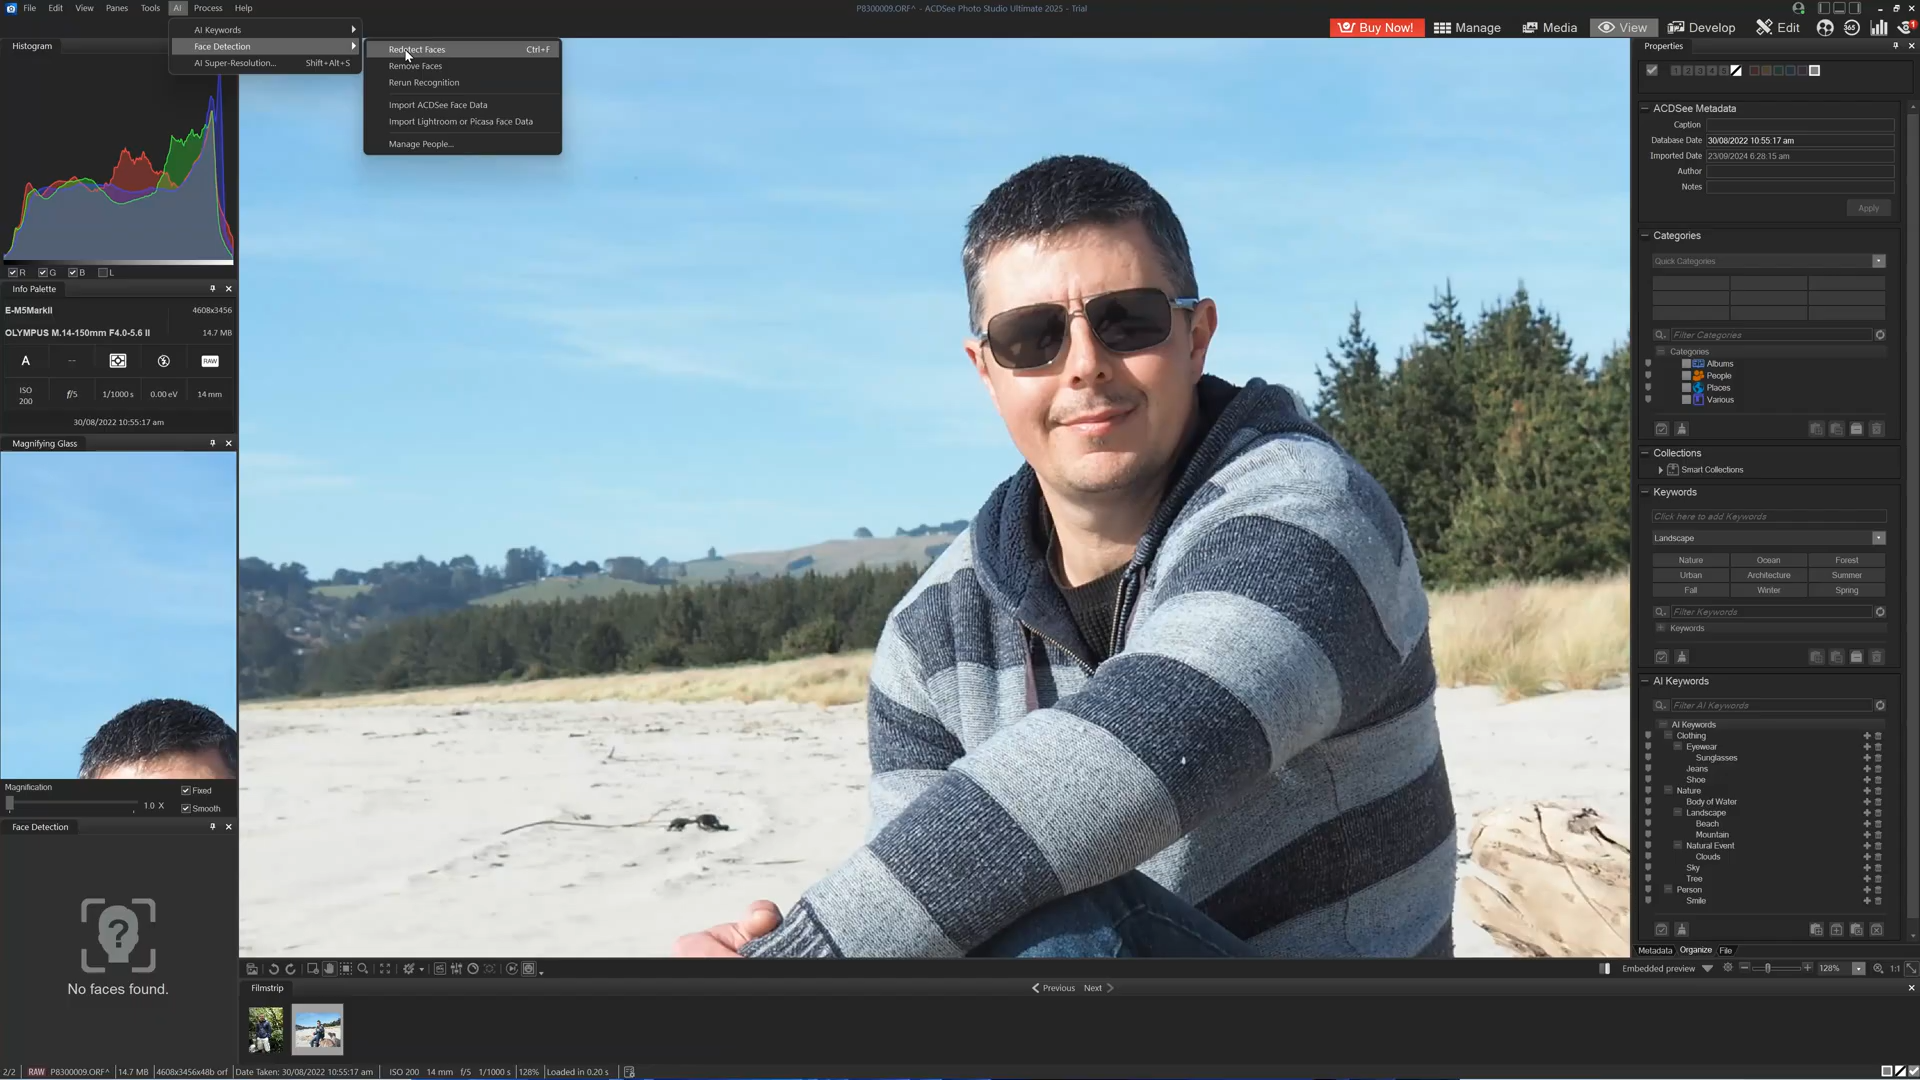 File Edit View Panes Tools AI Process Help
P8300009.ORF^ - ACDSee Photo Studio Ultimate 2025 - Trial
Buy Now! Manage Media View Develop Edit 365
AI Keywords
Face Detection
AI Super-Resolution... Shift+Alt+S
Redetect Faces Ctrl+F
Remove Faces
Rerun Recognition
Import ACDSee Face Data
Import Lightroom or Picasa Face Data
Manage People...
Histogram
R G B L
Info Palette
E-M5MarkII 4608x3456
OLYMPUS M.14-150mm F4.0-5.6 II 14.7 MB
A -- RAW
ISO 200 f/5 1/1000 s 0.00 eV 14 mm
30/08/2022 10:55:17 am
Magnifying Glass
Magnification
1.0 X
Fixed
Smooth
Face Detection
?
No faces found.
Properties
1 2 3 4 5
ACDSee Metadata
Caption
Database Date 30/08/2022 10:55:17 am
Imported Date 23/09/2024 6:28:15 am
Author
Notes
Apply
Categories
Quick Categories
Filter Categories
Categories
Albums
People
Places
Various
Collections
Smart Collections
Keywords
Click here to add Keywords
Landscape
Nature Ocean Forest
Urban Architecture Summer
Fall Winter Spring
Filter Keywords
Keywords
AI Keywords
Filter AI Keywords
AI Keywords
Clothing
Eyewear
Sunglasses
Jeans
Shoe
Nature
Body of Water
Landscape
Beach
Mountain
Natural Event
Clouds
Sky
Tree
Person
Smile
Metadata Organize File
Embedded preview 128% 1:1
Filmstrip
Previous Next
2/2 RAW P8300009.ORF^ 14.7 MB 4608x3456x48b orf Date Taken: 30/08/2022 10:55:17 am ISO 200 14 mm f/5 1/1000 s 128% Loaded in 0.20 s